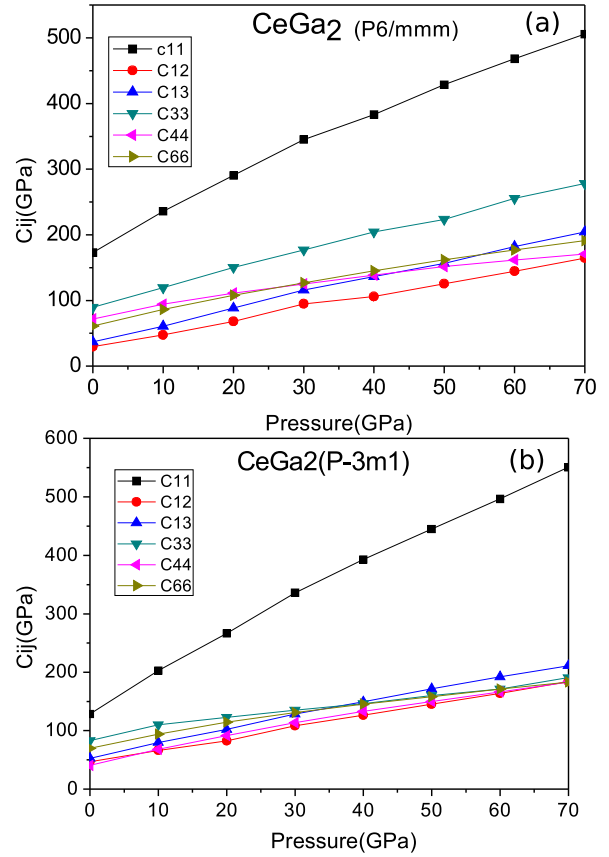 CeGa2 (P6/mmm)
(a)
c11
C12
C13
C33
C44
C66
Cij(GPa)
500
400
300
200
100
0
0 10 20 30 40 50 60 70
Pressure(GPa)
CeGa2(P-3m1)
(b)
C11
C12
C13
C33
C44
C66
Cij(GPa)
600
500
400
300
200
100
0
0 10 20 30 40 50 60 70
Pressure(GPa)